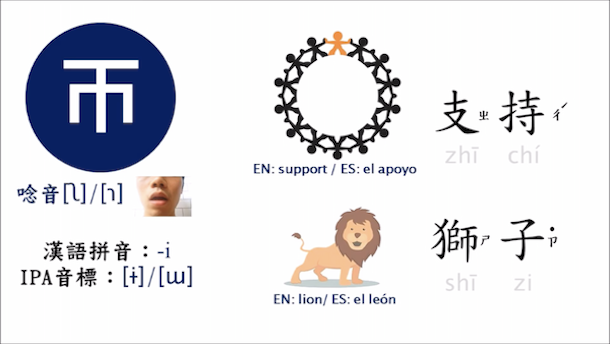 ㄭ
唸音[ʅ]/[ɿ]
漢語拼音：-i
IPA音標：[ɨ]/[ɯ]
EN: support / ES: el apoyo
支ㄓ持ㄔˊ
zhī chí
EN: lion/ ES: el león
獅ㄕ子˙ㄗ
shī zi